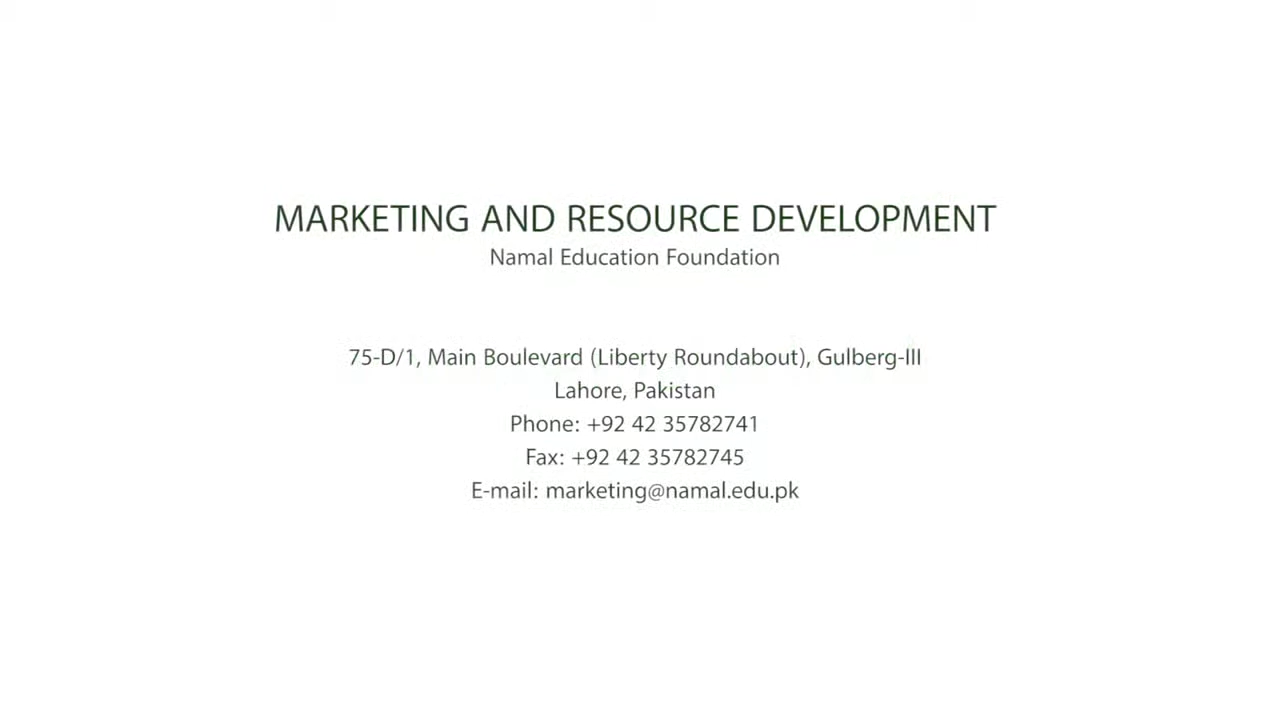 MARKETING AND RESOURCE DEVELOPMENT
Namal Education Foundation
75-D/1, Main Boulevard (Liberty Roundabout), Gulberg-III
Lahore, Pakistan
Phone: +92 42 35782741
Fax: +92 42 35782745
E-mail: marketing@namal.edu.pk